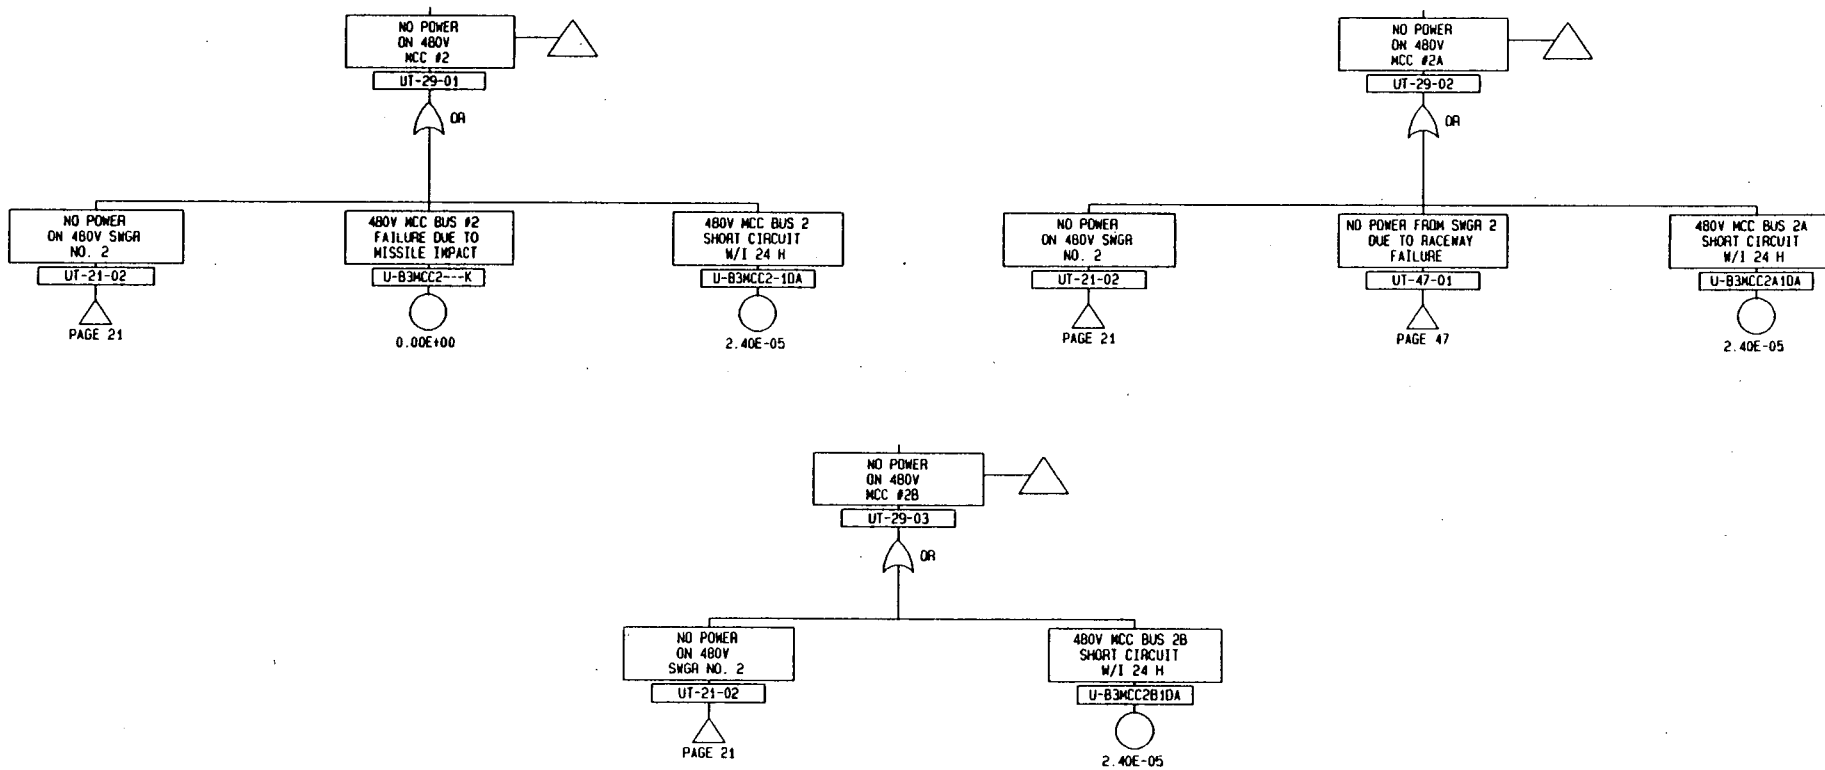 NO POWER
ON 480V
MCC #2
UT-29-01
OR
NO POWER
ON 480V SWGR
NO. 2
UT-21-02
PAGE 21
480V MCC BUS #2
FAILURE DUE TO
MISSILE IMPACT
U-B3MCC2---K
0.00E+00
480V MCC BUS 2
SHORT CIRCUIT
W/I 24 H
U-B3MCC2-1DA
2.40E-05
NO POWER
ON 480V
MCC #2A
UT-29-02
OR
NO POWER
ON 480V SWGR
NO. 2
UT-21-02
PAGE 21
NO POWER FROM SWGR 2
DUE TO RACEWAY
FAILURE
UT-47-01
PAGE 47
480V MCC BUS 2A
SHORT CIRCUIT
W/I 24 H
U-B3MCC2A1DA
2.40E-05
NO POWER
ON 480V
MCC #2B
UT-29-03
OR
NO POWER
ON 480V
SWGR NO. 2
UT-21-02
PAGE 21
480V MCC BUS 2B
SHORT CIRCUIT
W/I 24 H
U-B3MCC2B1DA
2.40E-05